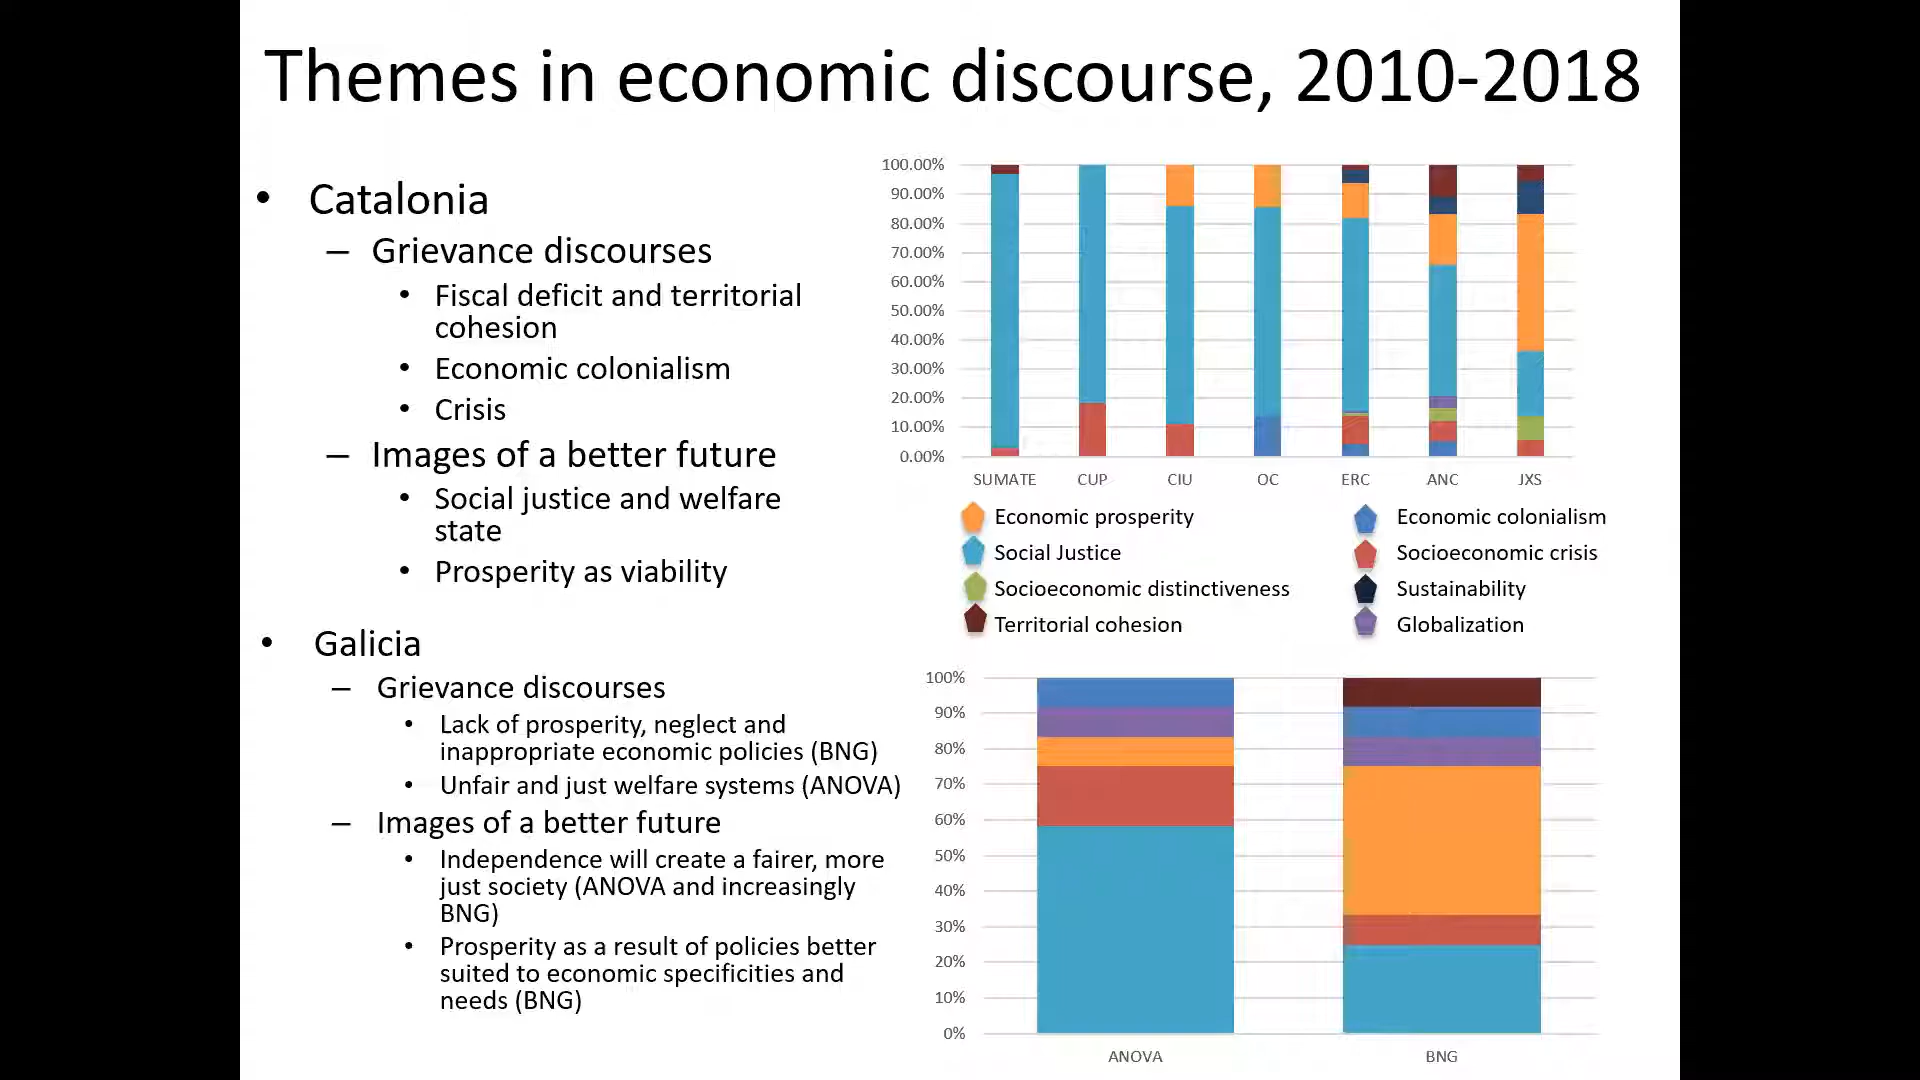 Themes in economic discourse, 2010-2018
• Catalonia
– Grievance discourses
• Fiscal deficit and territorial
cohesion
• Economic colonialism
• Crisis
– Images of a better future
• Social justice and welfare
state
• Prosperity as viability
• Galicia
– Grievance discourses
• Lack of prosperity, neglect and
inappropriate economic policies (BNG)
• Unfair and just welfare systems (ANOVA)
– Images of a better future
• Independence will create a fairer, more
just society (ANOVA and increasingly
BNG)
• Prosperity as a result of policies better
suited to economic specificities and
needs (BNG)
100.00%
90.00%
80.00%
70.00%
60.00%
50.00%
40.00%
30.00%
20.00%
10.00%
0.00%
SUMATE CUP CIU OC ERC ANC JXS
Economic prosperity Economic colonialism
Social Justice Socioeconomic crisis
Socioeconomic distinctiveness Sustainability
Territorial cohesion Globalization
100%
90%
80%
70%
60%
50%
40%
30%
20%
10%
0%
ANOVA BNG